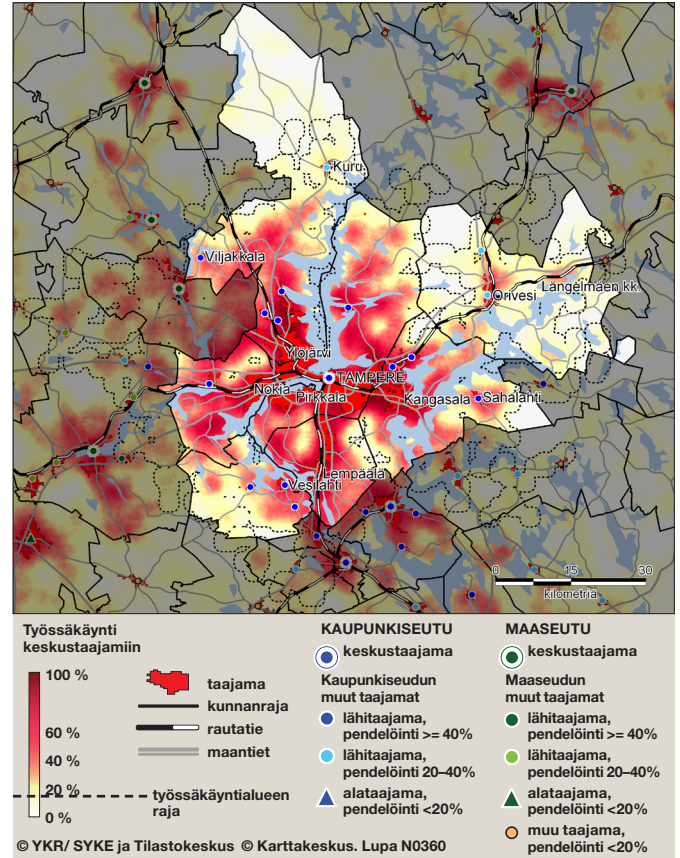 Kuru
Viljakkala
Orivesi
Längelmäen kk.
Ylöjärvi
TAMPERE
Nokia
Pirkkala
Kangasala
Sahalahti
Lempäälä
Vesilahti
0 15 30
kilometriä
Työssäkäynti
keskustaajamiin
100 %
60 %
40 %
20 %
0 %
taajama
kunnanraja
rautatie
maantiet
työssäkäyntialueen
raja
KAUPUNKISEUTU
keskustaajama
Kaupunkiseudun
muut taajamat
lähitaajama,
pendelöinti >= 40%
lähitaajama,
pendelöinti 20–40%
alataajama,
pendelöinti <20%
MAASEUTU
keskustaajama
Maaseudun
muut taajamat
lähitaajama,
pendelöinti >= 40%
lähitaajama,
pendelöinti 20–40%
alataajama,
pendelöinti <20%
muu taajama,
pendelöinti <20%
© YKR/ SYKE ja Tilastokeskus © Karttakeskus. Lupa N0360